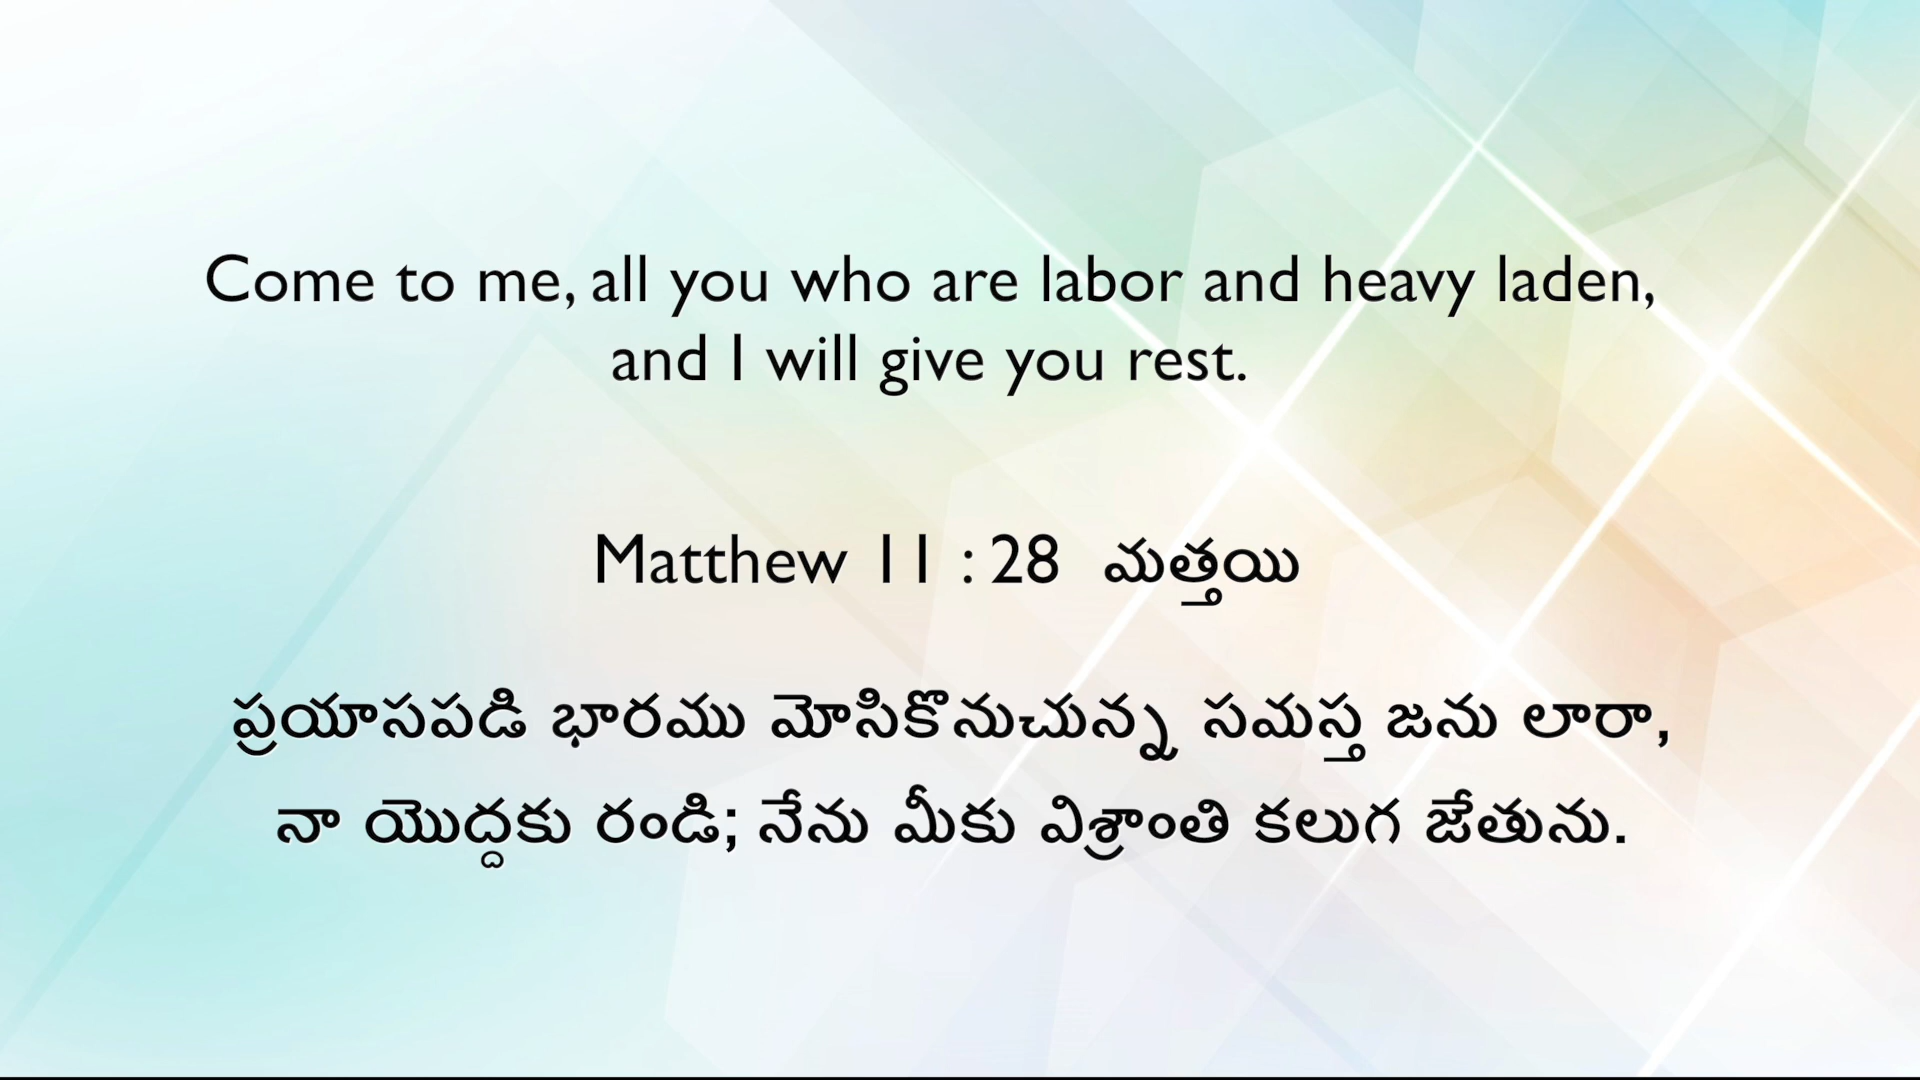 Come to me, all you who are labor and heavy laden,
and I will give you rest.
Matthew 11 : 28 మత్తయి
ప్రయాసపడి భారము మోసికొనుచున్న సమస్త జను లారా,
నా యొద్దకు రండి; నేను మీకు విశ్రాంతి కలుగ జేతును.